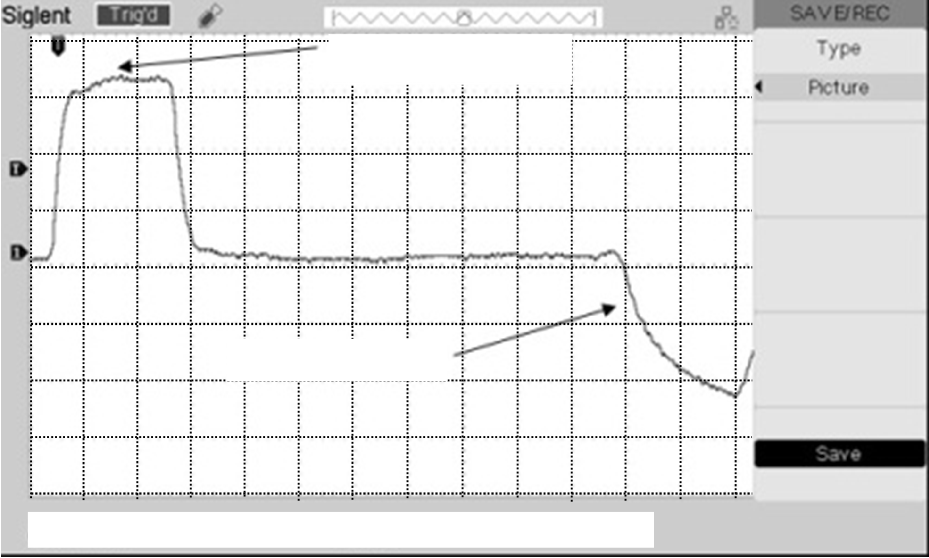 Siglent Trig'd SAVE/REC
Type
Picture
Save